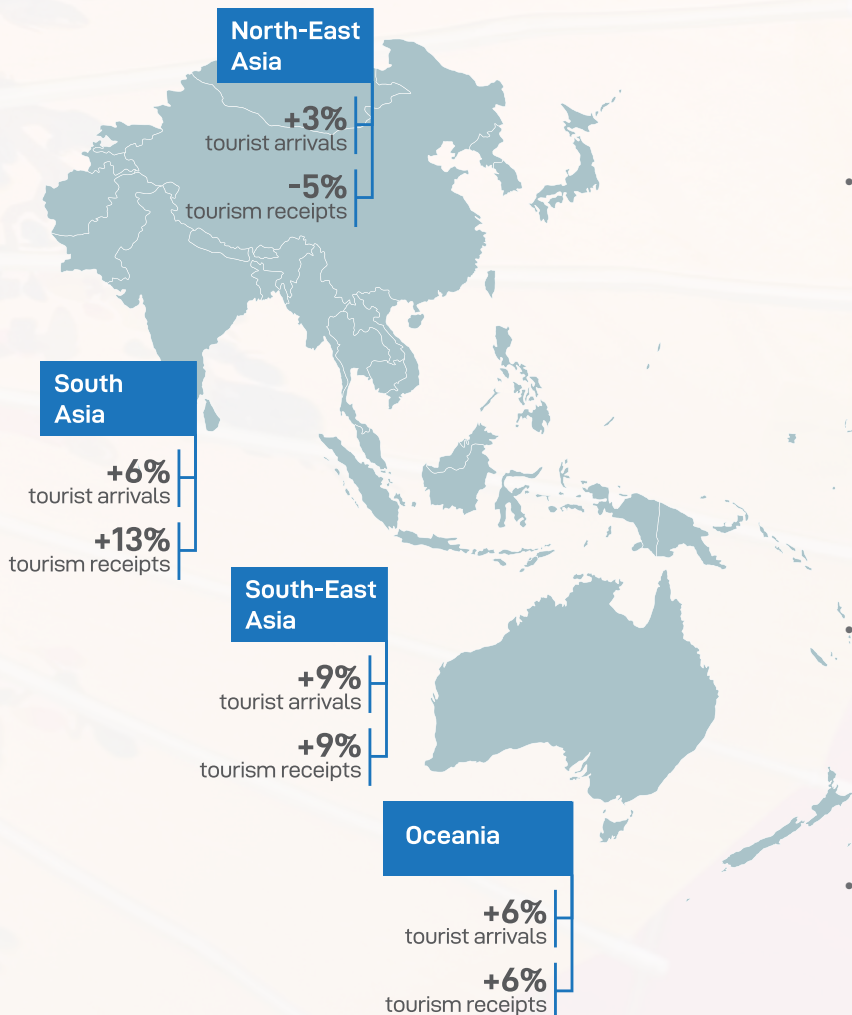 North-East
Asia
+3%
tourist arrivals
-5%
tourism receipts
South
Asia
+6%
tourist arrivals
+13%
tourism receipts
South-East
Asia
+9%
tourist arrivals
+9%
tourism receipts
Oceania
+6%
tourist arrivals
+6%
tourism receipts